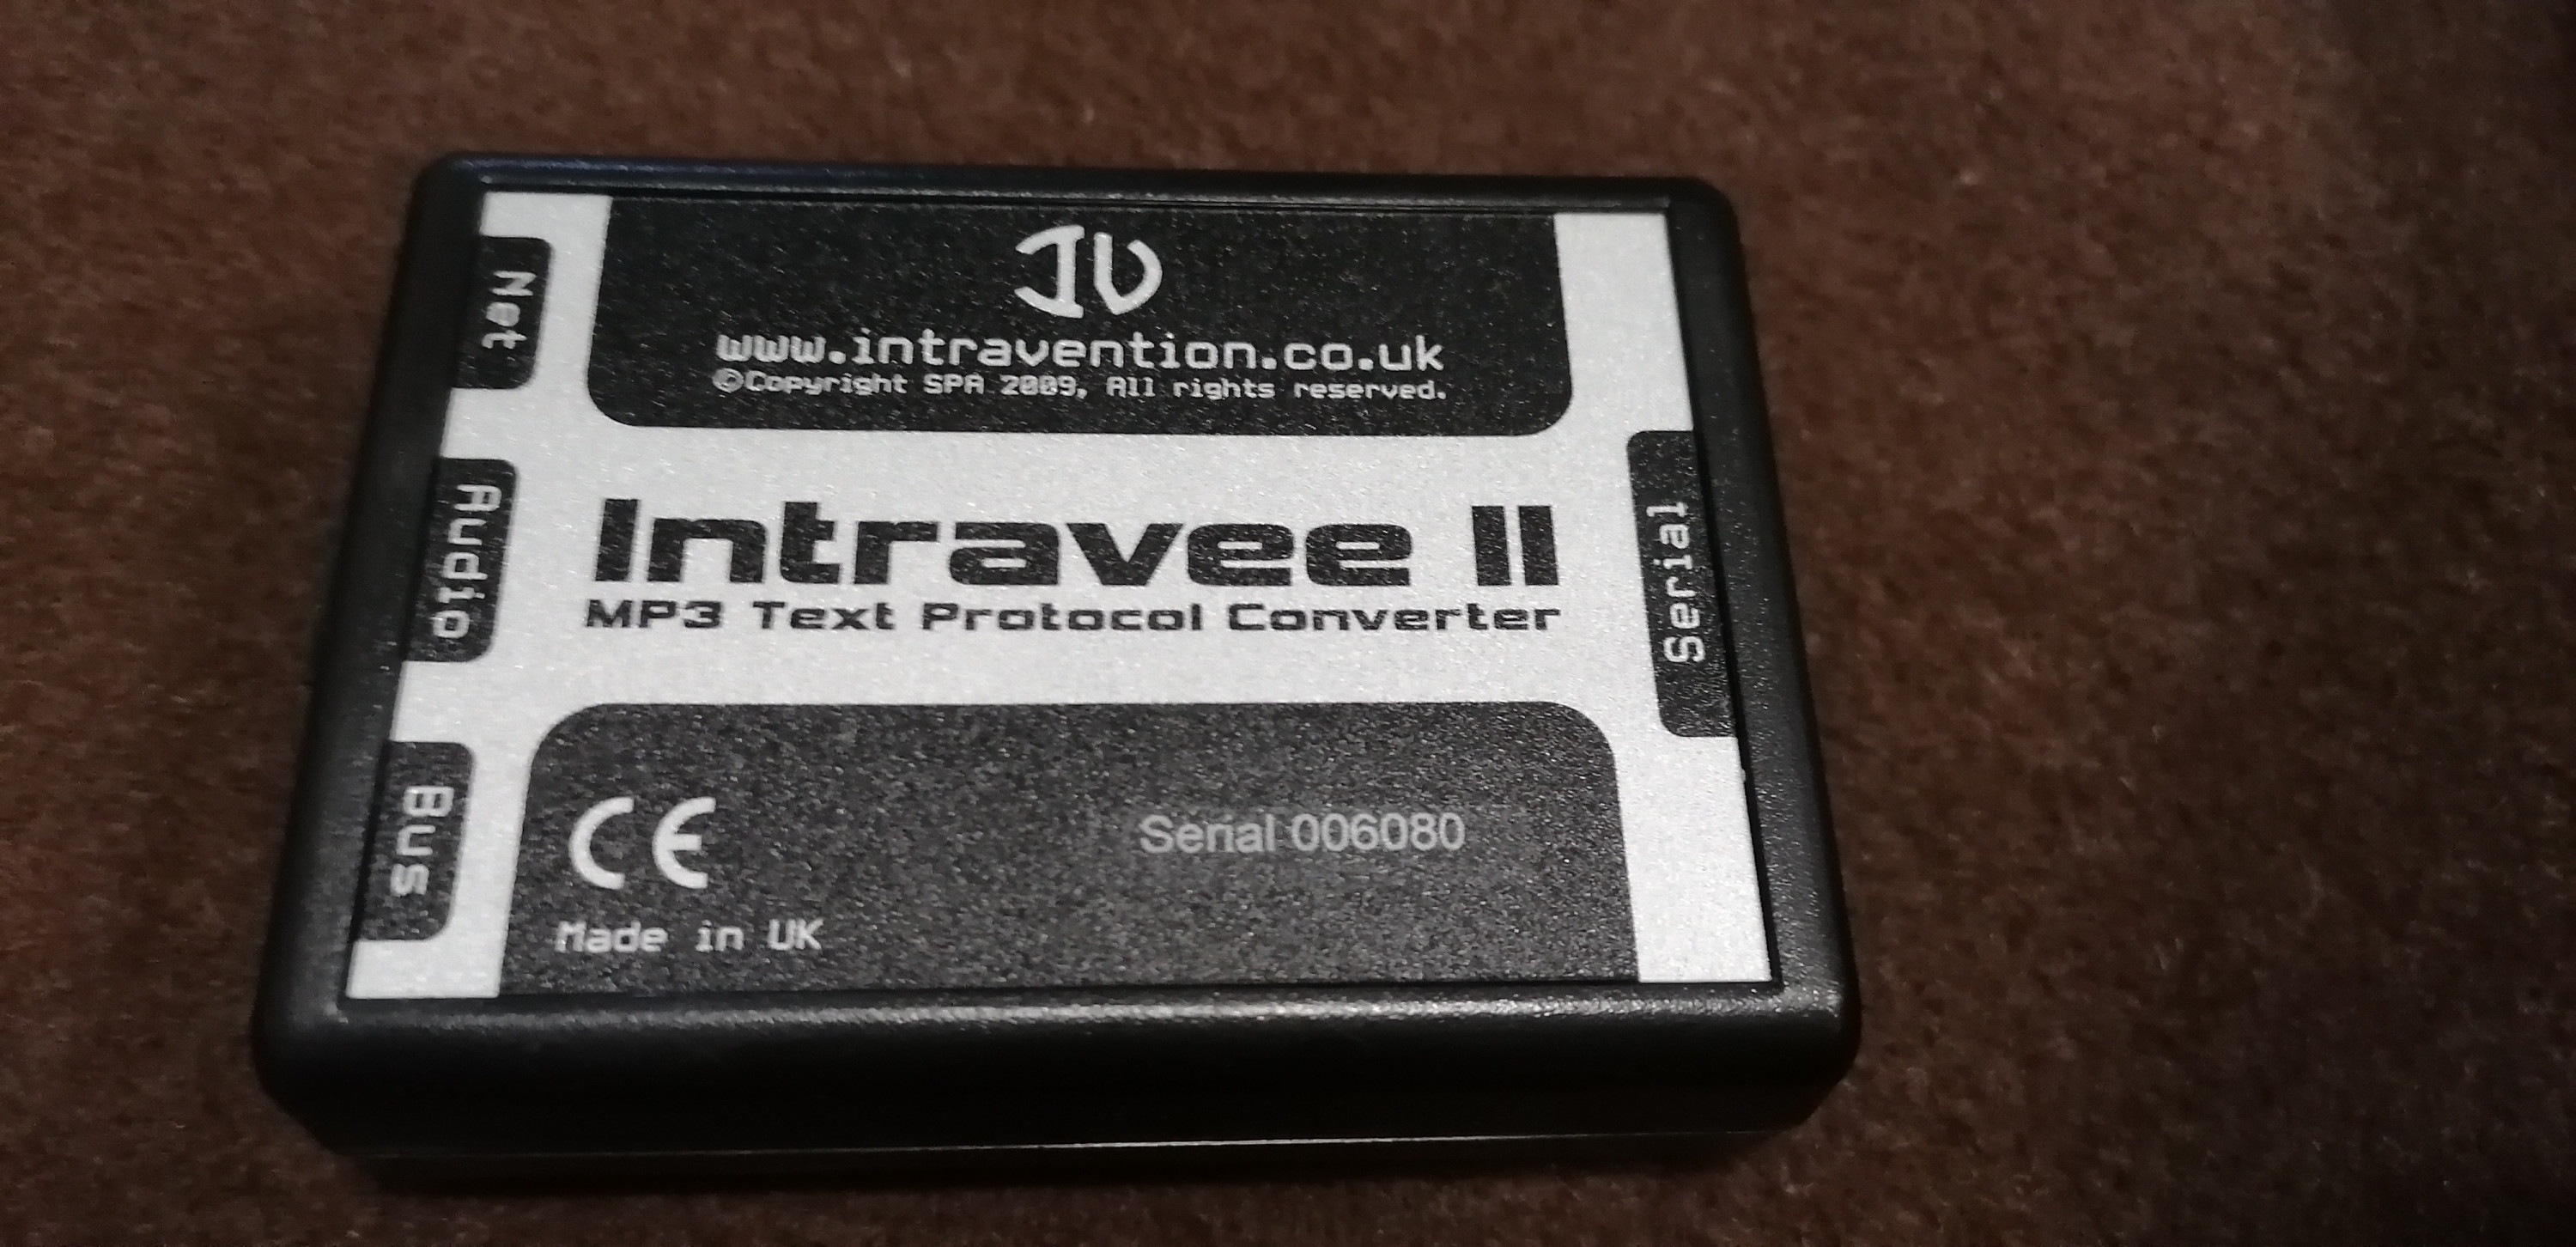 IV
www.intravention.co.uk
©Copyright SPA 2009, All rights reserved.
Net
Audio
Bus
Intravee II
MP3 Text Protocol Converter
Serial
CE
Serial 006080
Made in UK